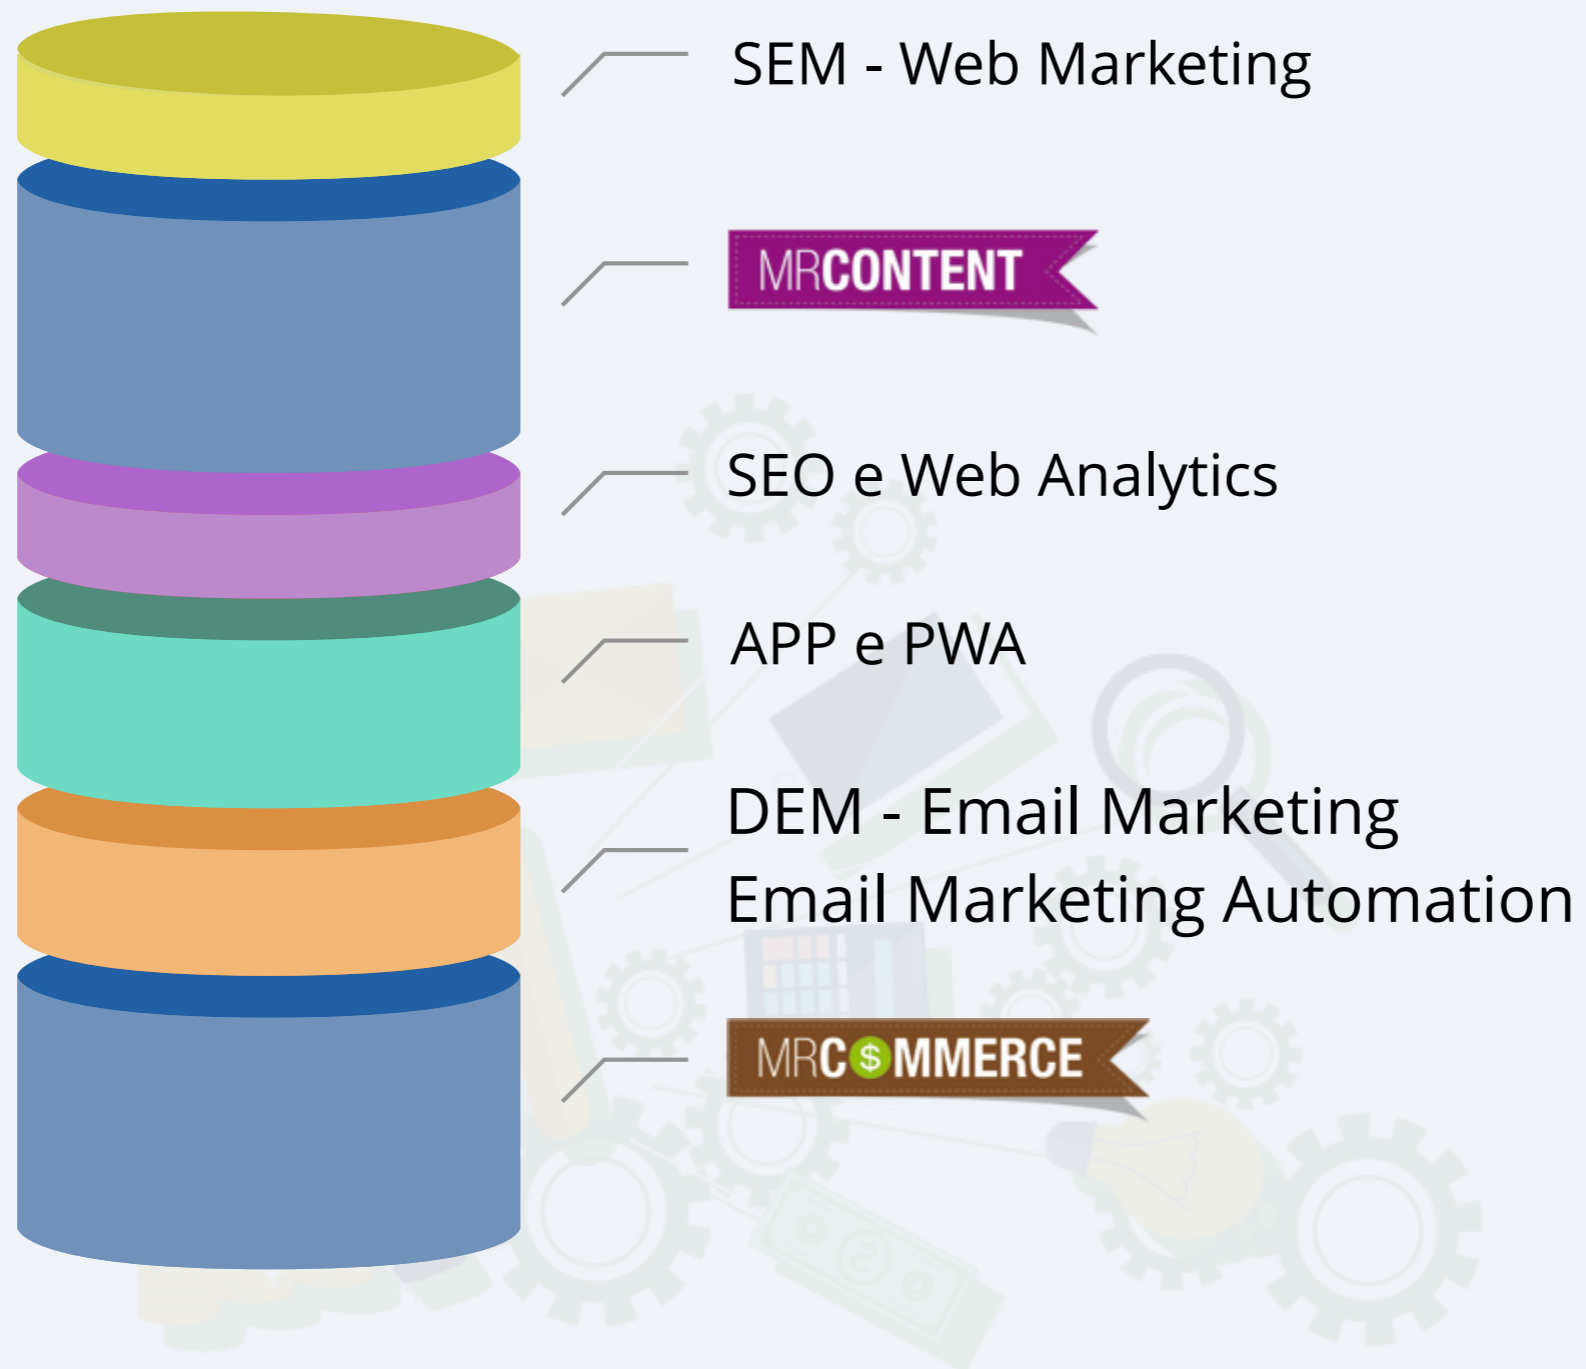 SEM - Web Marketing
MRCONTENT
SEO e Web Analytics
APP e PWA
DEM - Email Marketing
Email Marketing Automation
MRC$MMERCE